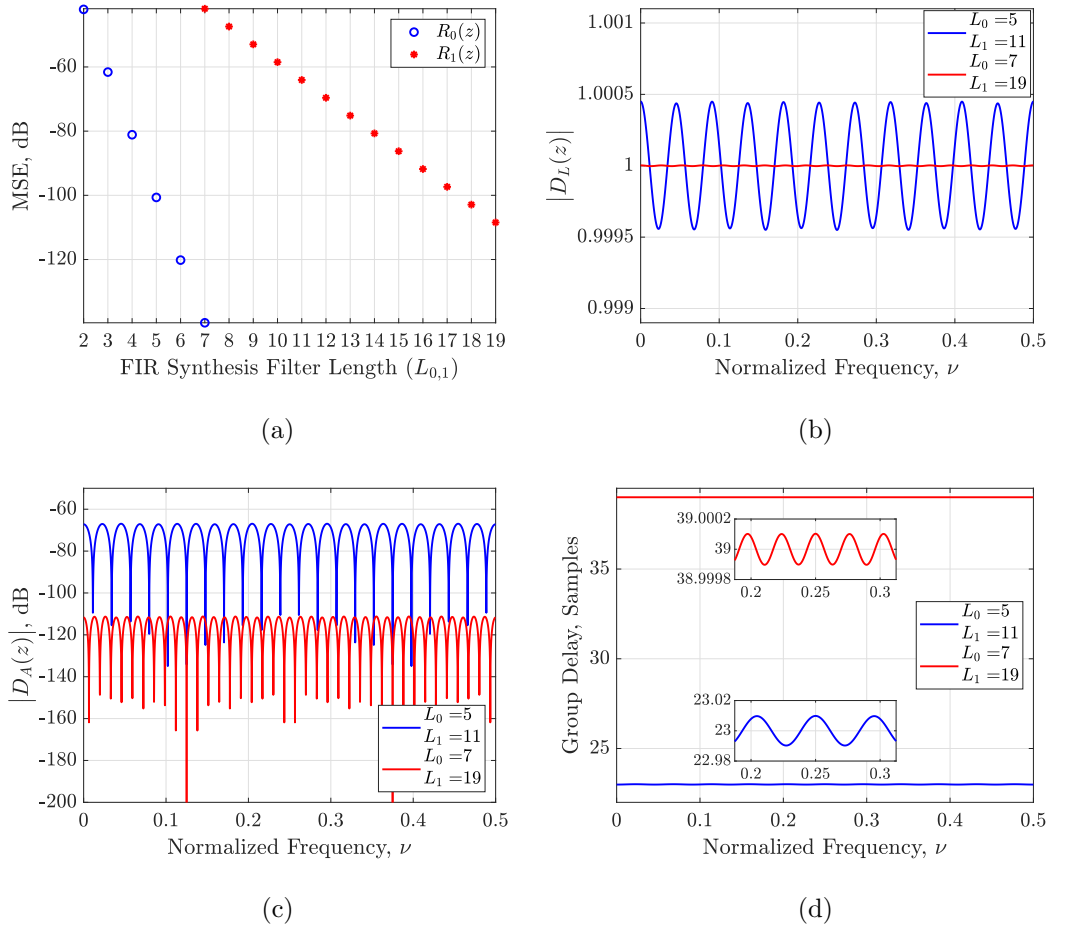 MSE, dB
-60
-80
-100
-120
2 3 4 5 6 7 8 9 10 11 12 13 14 15 16 17 18 19
FIR Synthesis Filter Length (L₀,₁)
R₀(z)
R₁(z)
(a)
|D_L(z)|
1.001
1.0005
1
0.9995
0.999
0 0.1 0.2 0.3 0.4 0.5
Normalized Frequency, ν
L₀ =5
L₁ =11
L₀ =7
L₁ =19
(b)
|D_A(z)|, dB
-60
-80
-100
-120
-140
-160
-180
-200
0 0.1 0.2 0.3 0.4 0.5
Normalized Frequency, ν
L₀ =5
L₁ =11
L₀ =7
L₁ =19
(c)
Group Delay, Samples
35
33
25
23
39.0002
39
38.9998
0.2 0.25 0.3
L₀ =5
L₁ =11
L₀ =7
L₁ =19
23.02
23
22.98
0.2 0.25 0.3
0 0.1 0.2 0.3 0.4 0.5
Normalized Frequency, ν
(d)